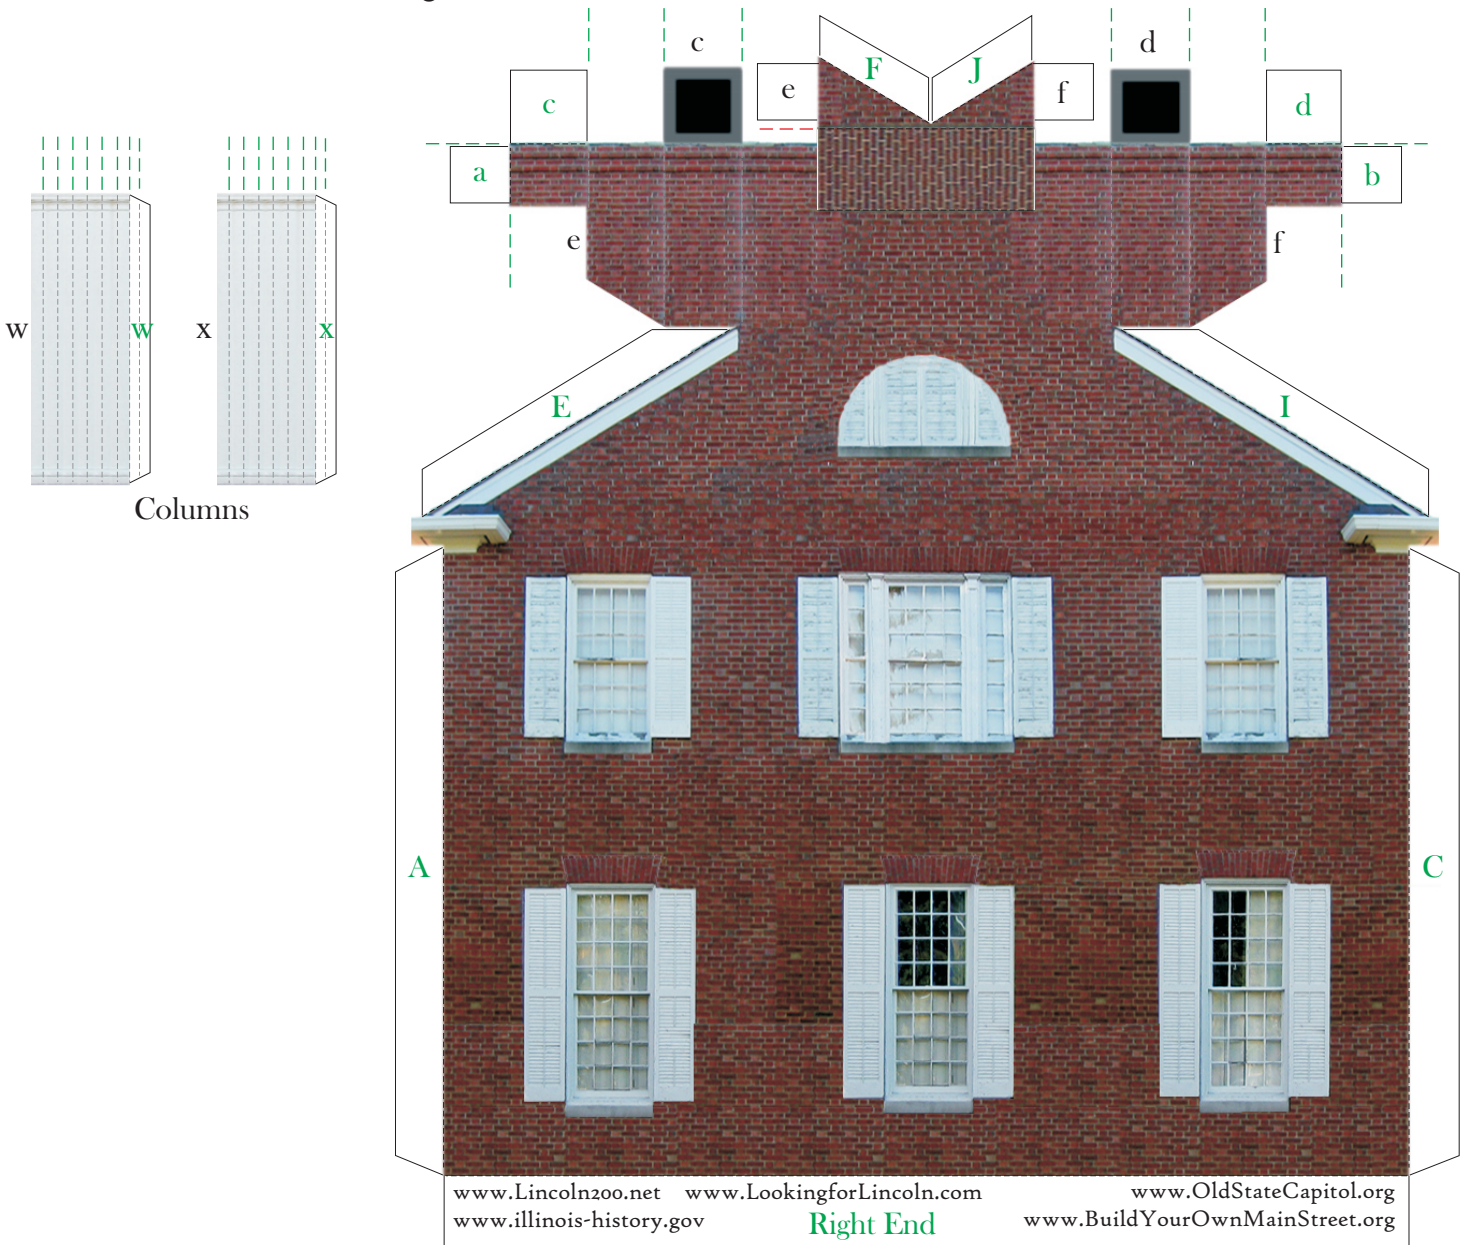 g
c
d
F
J
e
f
c
d
a
b
e
f
w
w
x
x
E
I
Columns
A
C
www.Lincoln200.net www.LookingforLincoln.com www.OldStateCapitol.org
www.illinois-history.gov Right End www.BuildYourOwnMainStreet.org